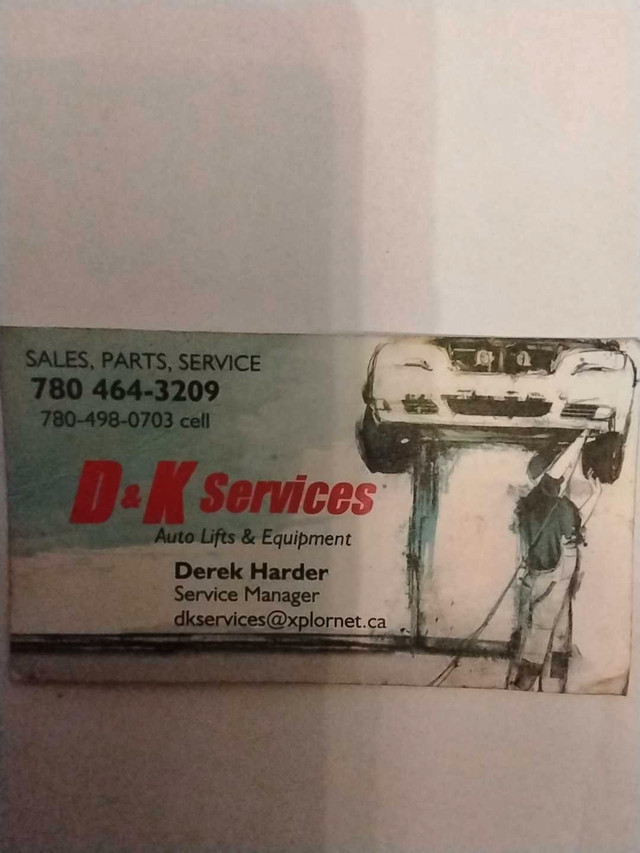 SALES, PARTS, SERVICE
780 464-3209
780-498-0703 cell
D & K Services
Auto Lifts & Equipment
Derek Harder
Service Manager
dkservices@xplornet.ca